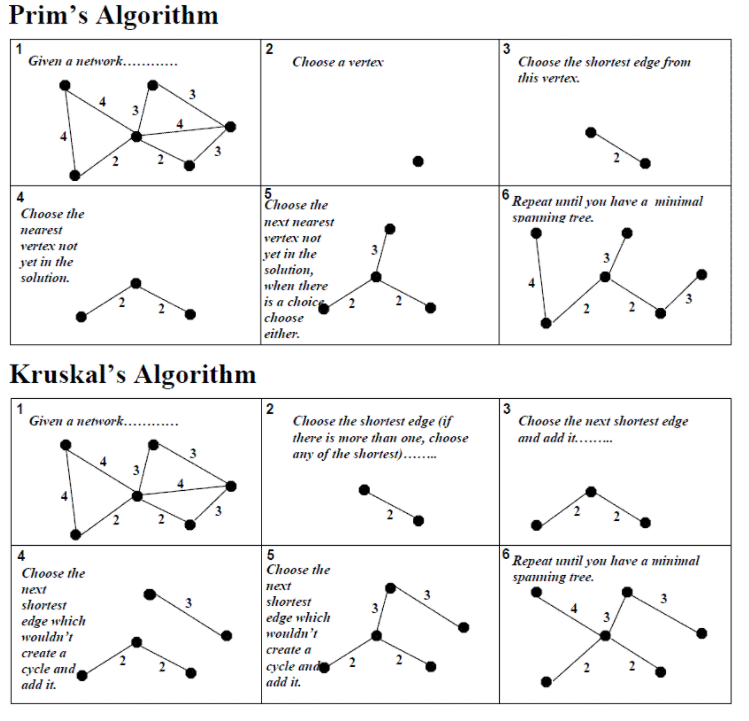 Prim's Algorithm
1
Given a network…………
4
3
3
4
4
2
2
3
2
Choose a vertex
3
Choose the shortest edge from
this vertex.
2
4
Choose the
nearest
vertex not
yet in the
solution.
2
2
5
Choose the
next nearest
vertex not
yet in the
solution,
when there
is a choice
choose
either.
3
2
2
6
Repeat until you have a minimal
spanning tree.
3
4
2
2
3
Kruskal's Algorithm
1
Given a network…………
4
3
3
4
4
2
2
3
2
Choose the shortest edge (if
there is more than one, choose
any of the shortest)……..
2
3
Choose the next shortest edge
and add it……...
2
2
4
Choose the
next
shortest
edge which
wouldn't
create a
cycle and
add it.
3
2
2
5
Choose the
next
shortest
edge which
wouldn't
create a
cycle and
add it.
3
3
2
2
6
Repeat until you have a minimal
spanning tree.
4
3
3
2
2